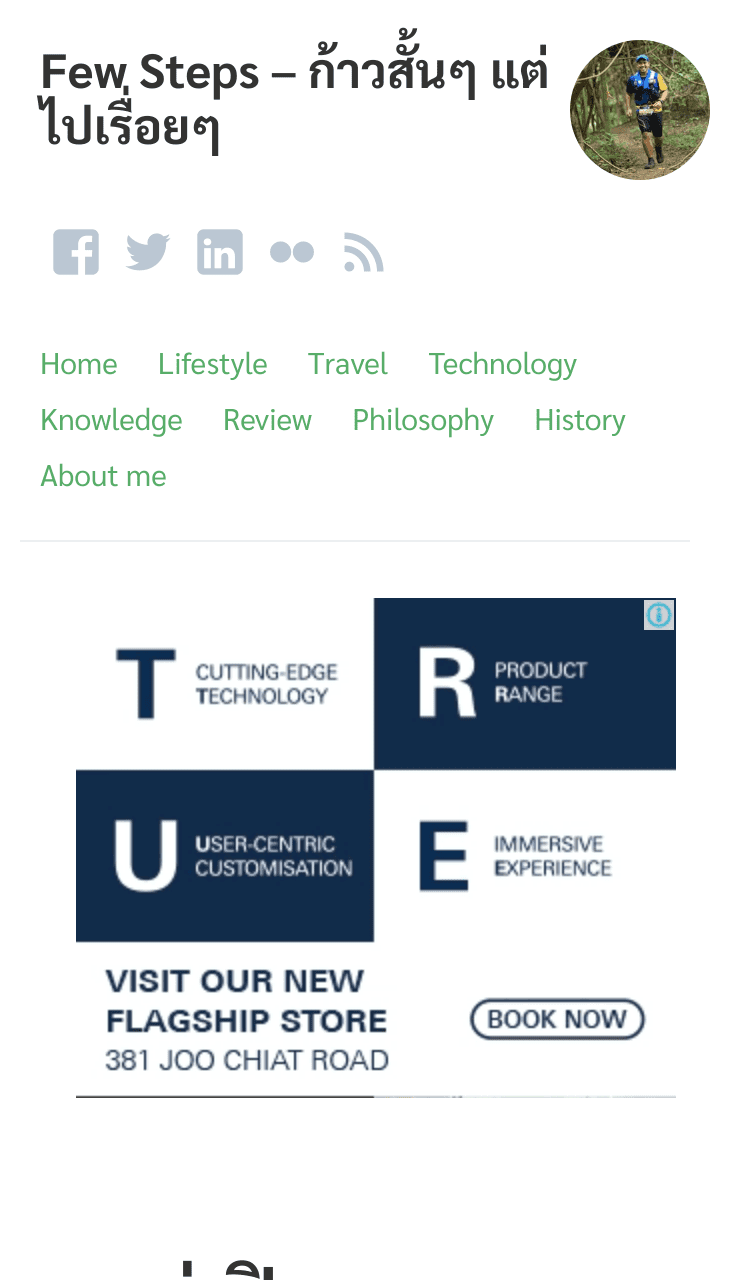 Few Steps – ก้าวสั้นๆ แต่
ไปเรื่อยๆ
Home Lifestyle Travel Technology
Knowledge Review Philosophy History
About me
T CUTTING-EDGE
TECHNOLOGY
R PRODUCT
RANGE
U USER-CENTRIC
CUSTOMISATION
E IMMERSIVE
EXPERIENCE
VISIT OUR NEW
FLAGSHIP STORE
381 JOO CHIAT ROAD
BOOK NOW